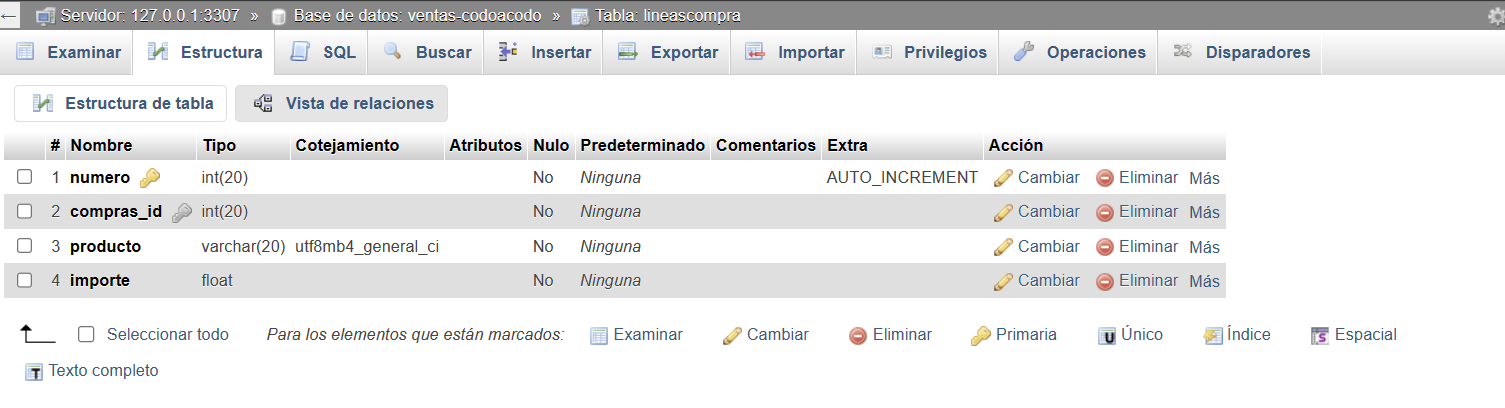 Servidor: 127.0.0.1:3307 » Base de datos: ventas-codoacodo » Tabla: lineascompra
Examinar Estructura SQL Buscar Insertar Exportar Importar Privilegios Operaciones Disparadores
Estructura de tabla Vista de relaciones
# Nombre Tipo Cotejamiento Atributos Nulo Predeterminado Comentarios Extra Acción
1 numero int(20) No Ninguna AUTO_INCREMENT Cambiar Eliminar Más
2 compras_id int(20) No Ninguna Cambiar Eliminar Más
3 producto varchar(20) utf8mb4_general_ci No Ninguna Cambiar Eliminar Más
4 importe float No Ninguna Cambiar Eliminar Más
Seleccionar todo Para los elementos que están marcados: Examinar Cambiar Eliminar Primaria Único Índice Espacial
Texto completo